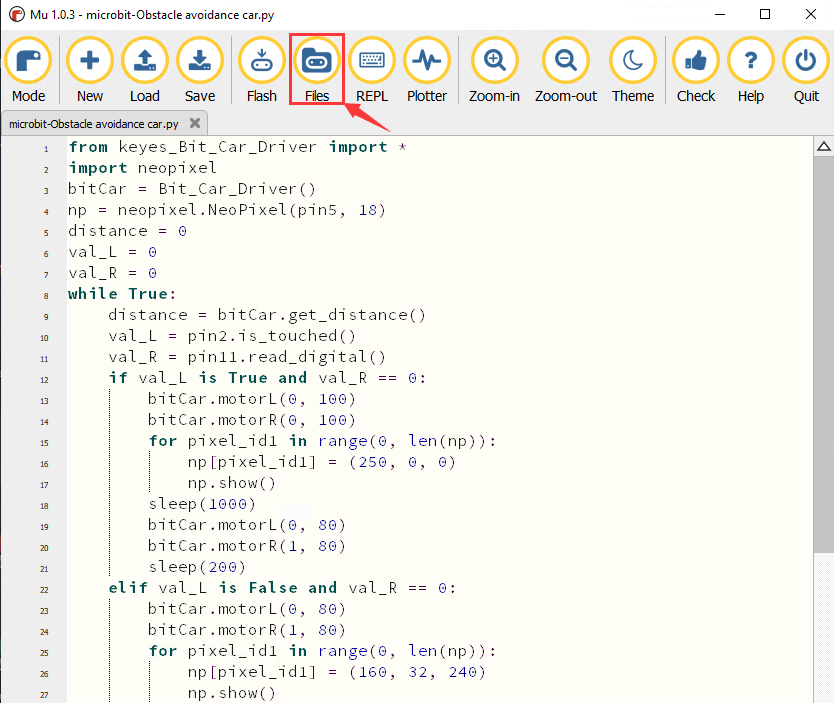 Mu 1.0.3 - microbit-Obstacle avoidance car.py
Mode New Load Save Flash Files REPL Plotter Zoom-in Zoom-out Theme Check Help Quit
microbit-Obstacle avoidance car.py
1 from keyes_Bit_Car_Driver import *
2 import neopixel
3 bitCar = Bit_Car_Driver()
4 np = neopixel.NeoPixel(pin5, 18)
5 distance = 0
6 val_L = 0
7 val_R = 0
8 while True:
9     distance = bitCar.get_distance()
10     val_L = pin2.is_touched()
11     val_R = pin11.read_digital()
12     if val_L is True and val_R == 0:
13         bitCar.motorL(0, 100)
14         bitCar.motorR(0, 100)
15         for pixel_id1 in range(0, len(np)):
16             np[pixel_id1] = (250, 0, 0)
17             np.show()
18         sleep(1000)
19         bitCar.motorL(0, 80)
20         bitCar.motorR(1, 80)
21         sleep(200)
22     elif val_L is False and val_R == 0:
23         bitCar.motorL(0, 80)
24         bitCar.motorR(1, 80)
25         for pixel_id1 in range(0, len(np)):
26             np[pixel_id1] = (160, 32, 240)
27             np.show()